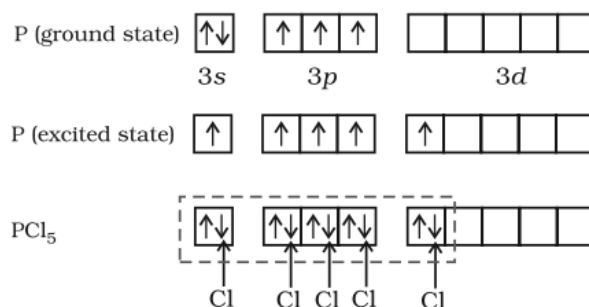 P (ground state)
3s 3p 3d
P (excited state)
PCl₅
Cl Cl Cl Cl Cl